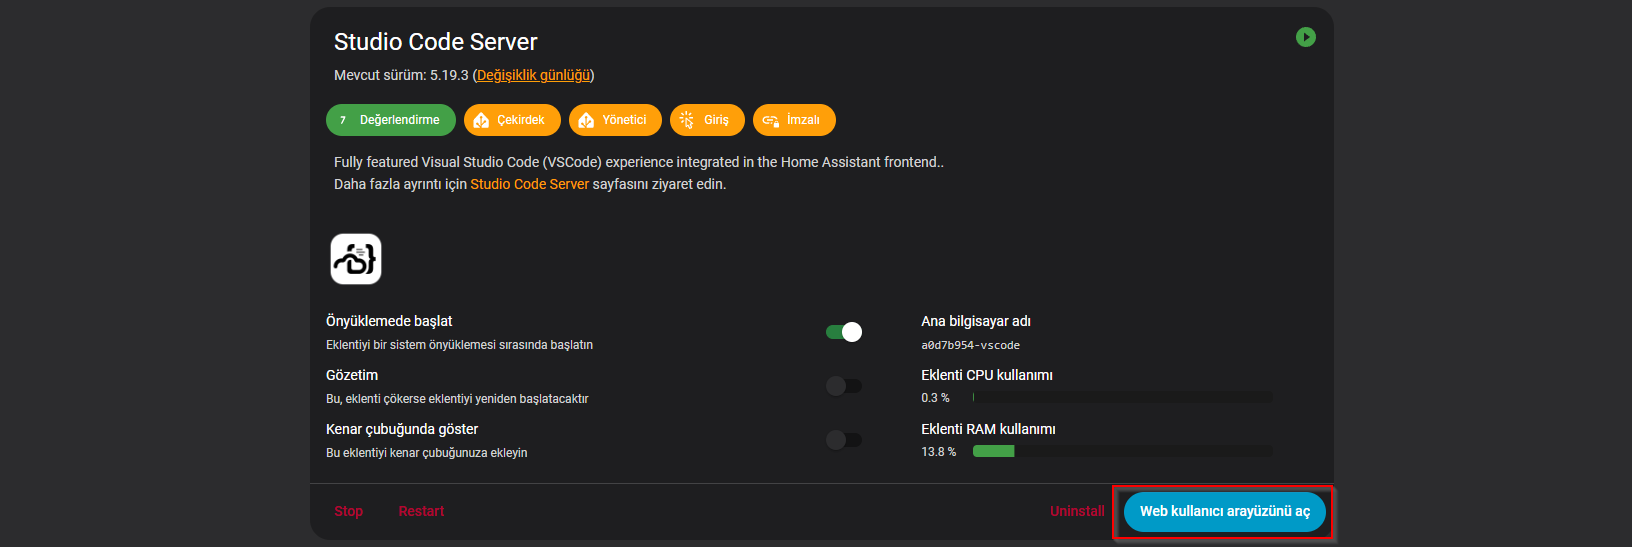 Studio Code Server
Mevcut sürüm: 5.19.3 (Değişiklik günlüğü)
7 Değerlendirme Çekirdek Yönetici Giriş İmzalı
Fully featured Visual Studio Code (VSCode) experience integrated in the Home Assistant frontend..
Daha fazla ayrıntı için Studio Code Server sayfasını ziyaret edin.
Önyüklemede başlat
Eklentiyi bir sistem önyüklemesi sırasında başlatın
Gözetim
Bu, eklenti çökerse eklentiyi yeniden başlatacaktır
Kenar çubuğunda göster
Bu eklentiyi kenar çubuğunuza ekleyin
Ana bilgisayar adı
a0d7b954-vscode
Eklenti CPU kullanımı
0.3 %
Eklenti RAM kullanımı
13.8 %
Stop Restart Uninstall Web kullanıcı arayüzünü aç